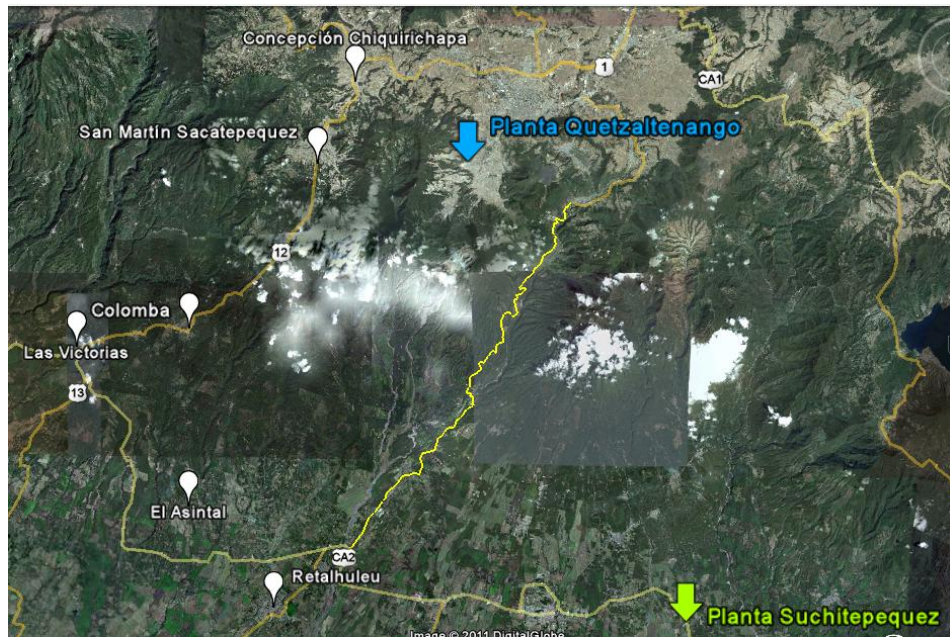 Concepción Chiquirichapa
1
CA1
Planta Quetzaltenango
San Martín Sacatepequez
12
Colomba
Las Victorias
13
El Asintal
CA2
Retalhuleu
Planta Suchitepequez
Image © 2011 DigitalGlobe